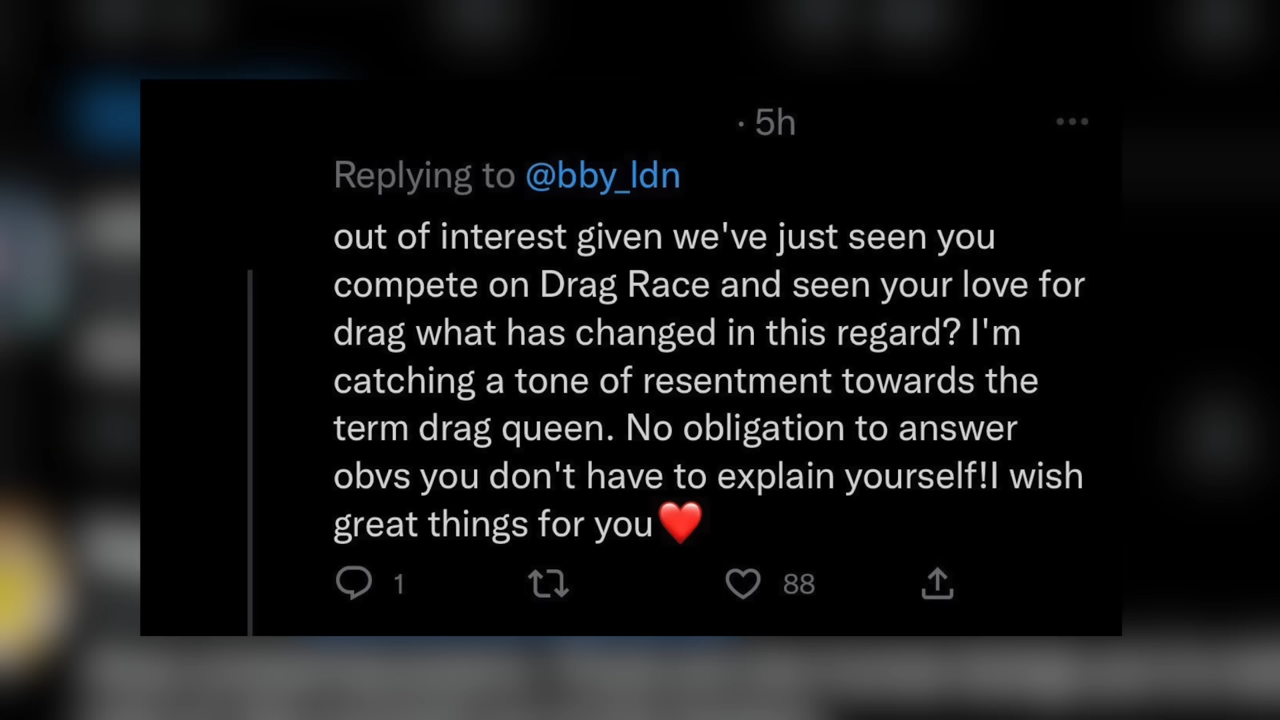 · 5h
Replying to @bby_ldn
out of interest given we've just seen you
compete on Drag Race and seen your love for
drag what has changed in this regard? I'm
catching a tone of resentment towards the
term drag queen. No obligation to answer
obvs you don't have to explain yourself!I wish
great things for you❤️
1 88